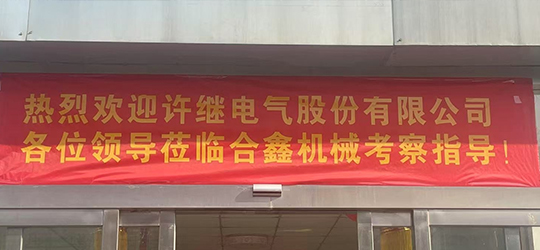 热烈欢迎许继电气股份有限公司
各位领导莅临合鑫机械考察指导！